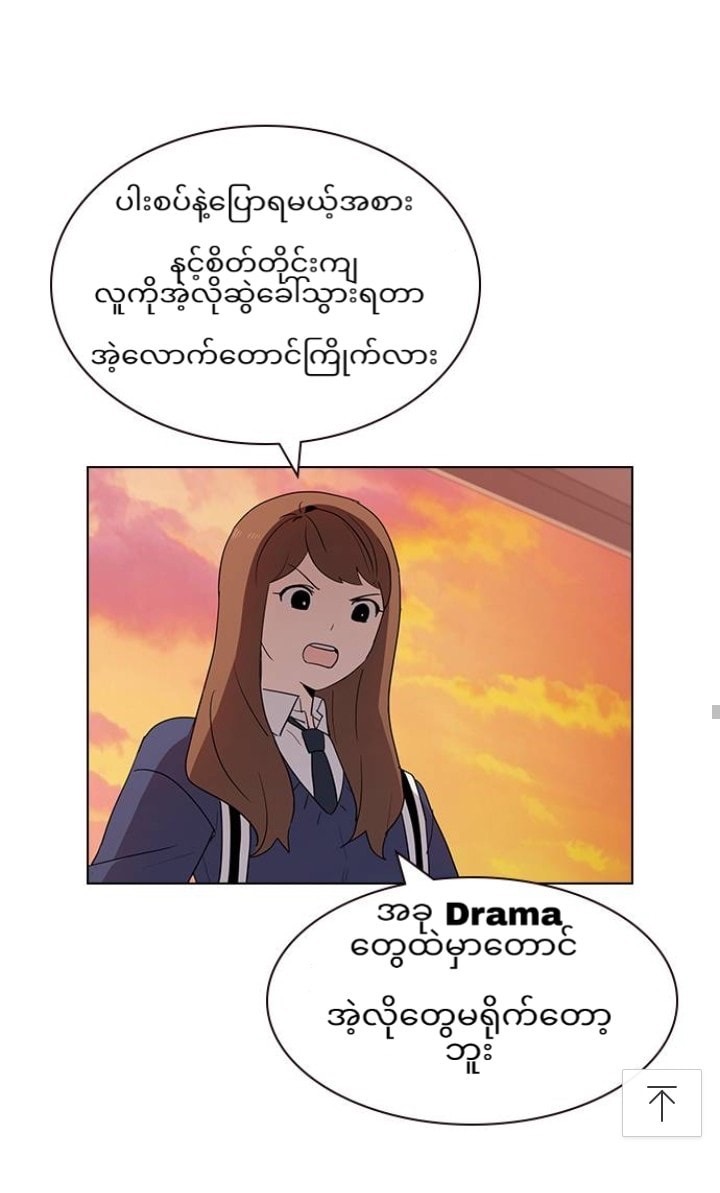 ပါးစပ်နဲ့ပြောရမယ့်အစား
နင့်စိတ်တိုင်းကျ
လူကိုအဲ့လိုဆွဲခေါ်သွားရတာ
အဲ့လောက်တောင်ကြိုက်လား
အခု Drama
တွေထဲမှာတောင်
အဲ့လိုတွေမရိုက်တော့
ဘူး